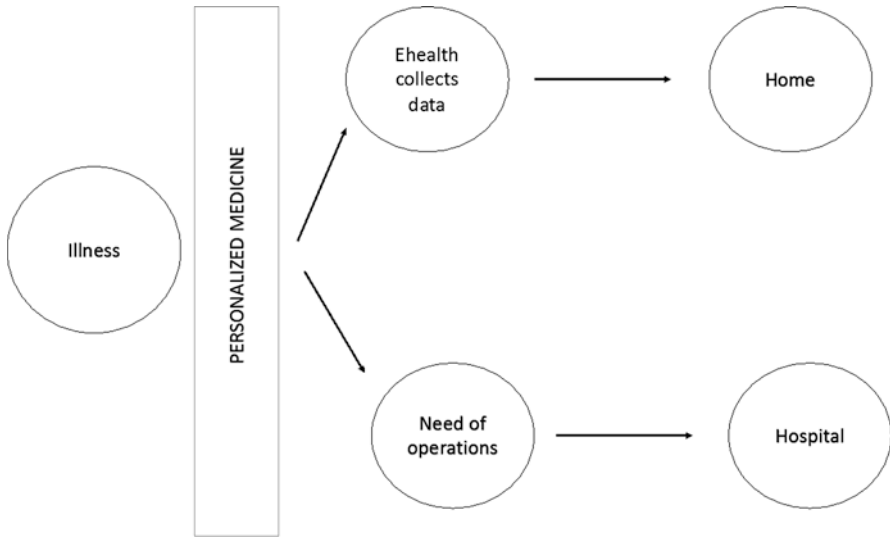 Illness
PERSONALIZED MEDICINE
Ehealth
collects
data
Home
Need of
operations
Hospital